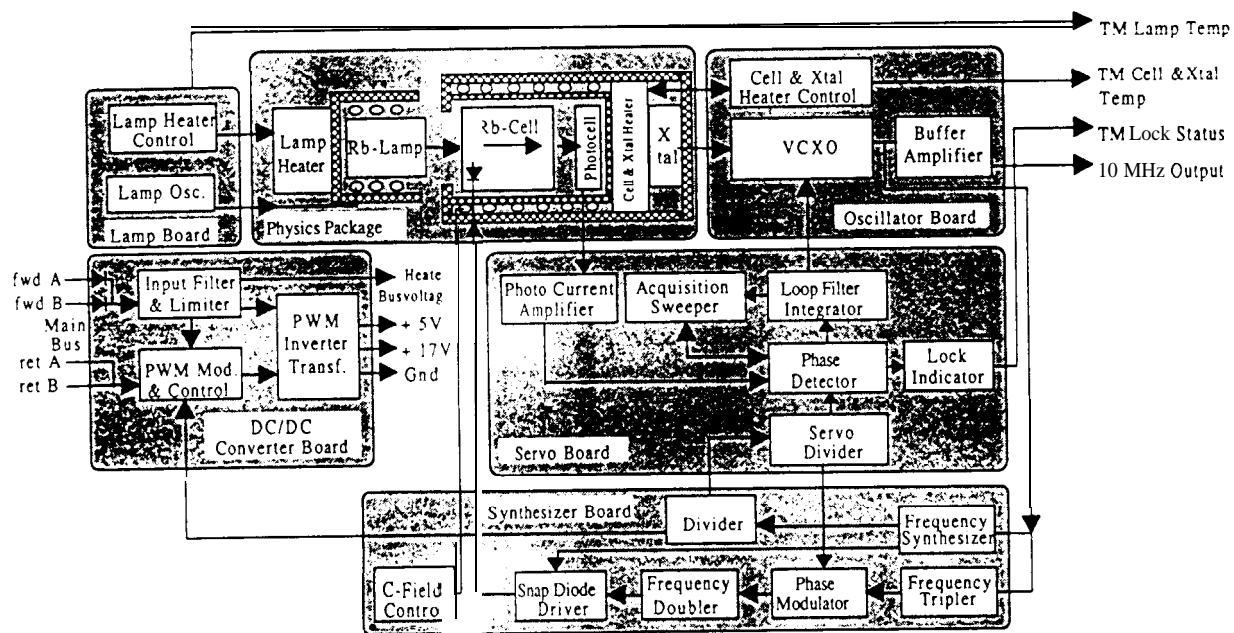 TM Lamp Temp
Cell & Xtal
Heater Control
TM Cell &Xtal
Temp
Lamp Heater
Control
Lamp
Heater
Rb-Lamp
Rb-Cell
Photocell
Cell & Xtal Heater
X
tal
VCXO
Buffer
Amplifier
TM Lock Status
10 MHz Output
Lamp Osc.
Lamp Board
Physics Package
Oscillator Board
fwd A
fwd B
Main
Bus
ret A
ret B
Input Filter
& Limiter
PWM Mod.
& Control
PWM
Inverter
Transf.
Heate
Busvoltag
+ 5V
+ 17V
Gnd
DC/DC
Converter Board
Photo Current
Amplifier
Acquisition
Sweeper
Loop Filter
Integrator
Phase
Detector
Lock
Indicator
Servo
Divider
Servo Board
Synthesizer Board
Divider
Frequency
Synthesizer
C-Field
Contro
Snap Diode
Driver
Frequency
Doubler
Phase
Modulator
Frequency
Tripler